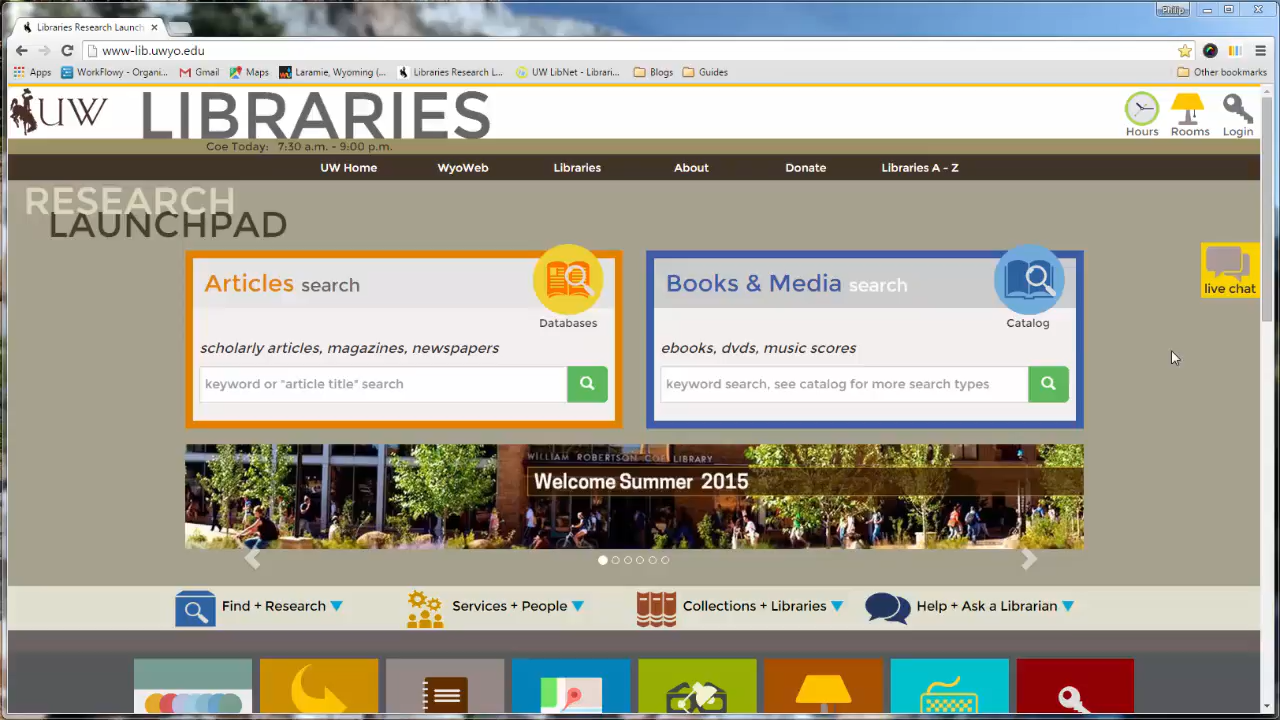 Philip
Libraries Research Launch
www-lib.uwyo.edu
Apps WorkFlowy - Organi... Gmail Maps Laramie, Wyoming (... Libraries Research L... UW LibNet - Librari... Blogs Guides Other bookmarks
UW LIBRARIES
Hours Rooms Login
Coe Today: 7:30 a.m. - 9:00 p.m.
UW Home WyoWeb Libraries About Donate Libraries A - Z
RESEARCH
LAUNCHPAD
Articles search
Databases
scholarly articles, magazines, newspapers
keyword or "article title" search
Books & Media search
Catalog
ebooks, dvds, music scores
keyword search, see catalog for more search types
live chat
WILLIAM ROBERTSON COE LIBRARY
Welcome Summer 2015
Find + Research Services + People Collections + Libraries Help + Ask a Librarian